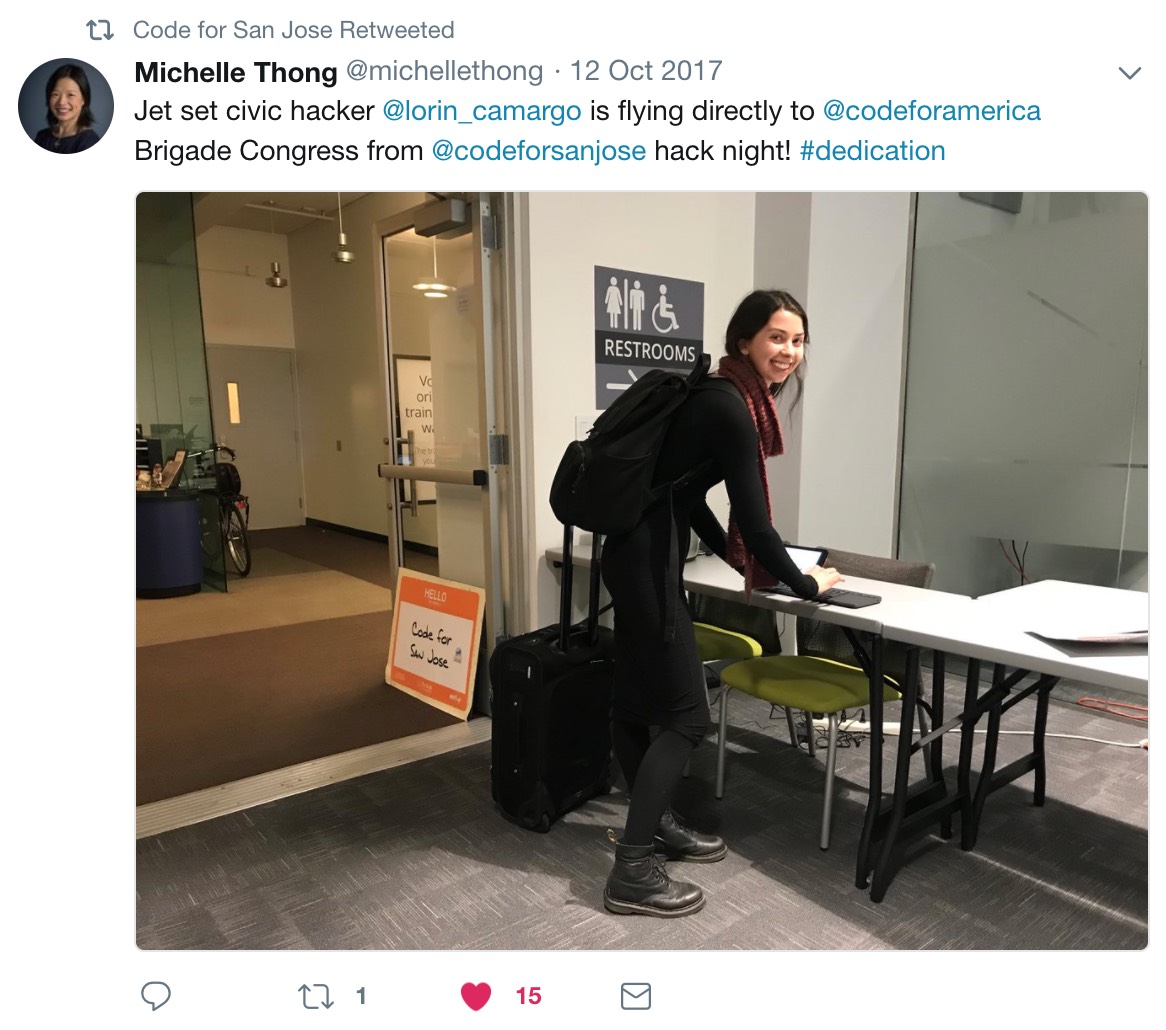 Code for San Jose Retweeted
Michelle Thong @michellethong · 12 Oct 2017
Jet set civic hacker @lorin_camargo is flying directly to @codeforamerica
Brigade Congress from @codeforsanjose hack night! #dedication
RESTROOMS
HELLO
Code for
San Jose
1
15